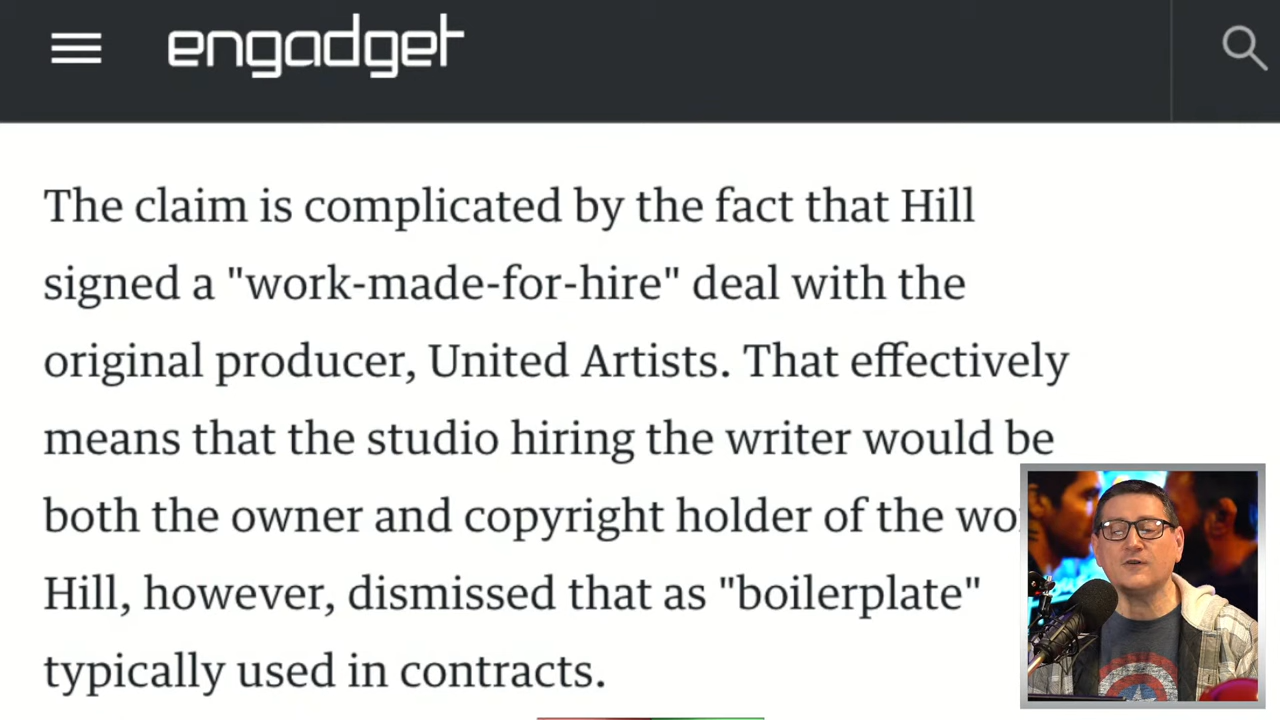 engadget
The claim is complicated by the fact that Hill
signed a "work-made-for-hire" deal with the
original producer, United Artists. That effectively
means that the studio hiring the writer would be
both the owner and copyright holder of the
Hill, however, dismissed that as "boilerplate"
typically used in contracts.